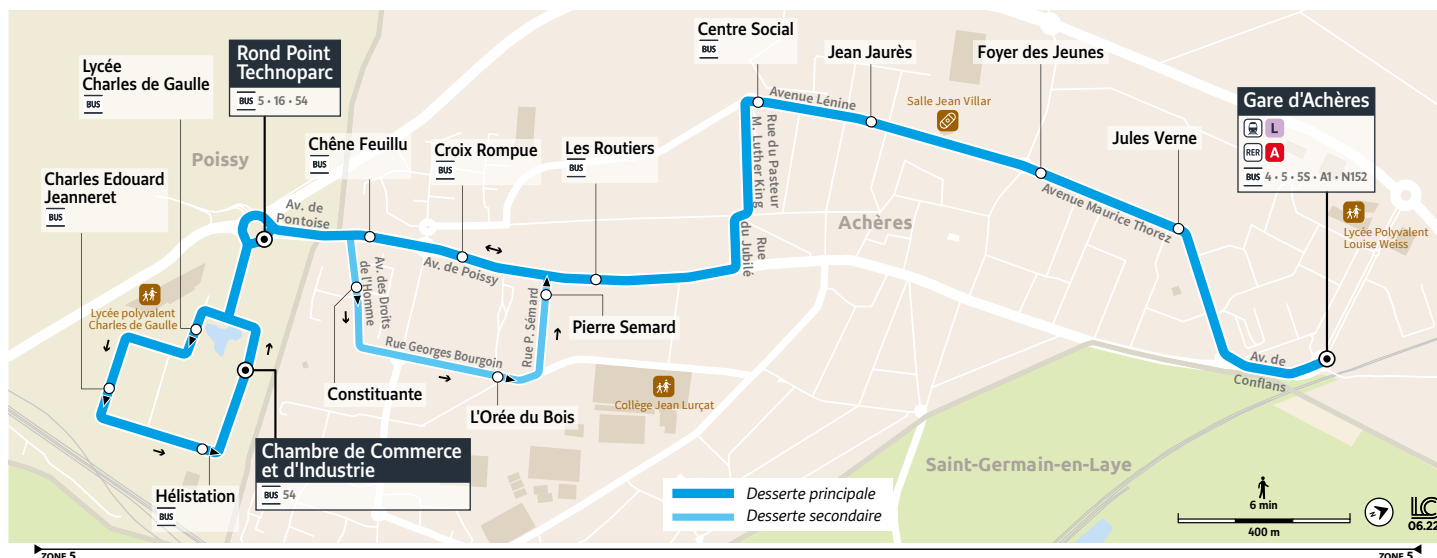 Lycée
Charles de Gaulle
BUS
Rond Point
Technoparc
BUS 5 • 16 • 54
Centre Social
BUS
Jean Jaurès
Foyer des Jeunes
Gare d'Achères
L
RER A
BUS 4 • 5 • 5S • A1 • N152
Avenue Lénine
Salle Jean Villar
Poissy
Charles Edouard
Jeanneret
BUS
Chêne Feuillu
BUS
Croix Rompue
BUS
Les Routiers
BUS
Rue du Pasteur
M. Luther King
Jules Verne
Av. de
Pontoise
Achères
Avenue Maurice Thorez
Lycée Polyvalent
Louise Weiss
Rue
du Jubilé
Av. de Poissy
Av. des Droits
de l'Homme
Lycée polyvalent
Charles de Gaulle
Rue P. Sémard
Pierre Semard
Rue Georges Bourgoin
Av. de
Conflans
Constituante
L'Orée du Bois
Collège Jean Lurçat
Chambre de Commerce
et d'Industrie
BUS 54
Saint-Germain-en-Laye
Hélistation
BUS
Desserte principale
Desserte secondaire
6 min
400 m
LC
06.22
ZONE 5
ZONE 5